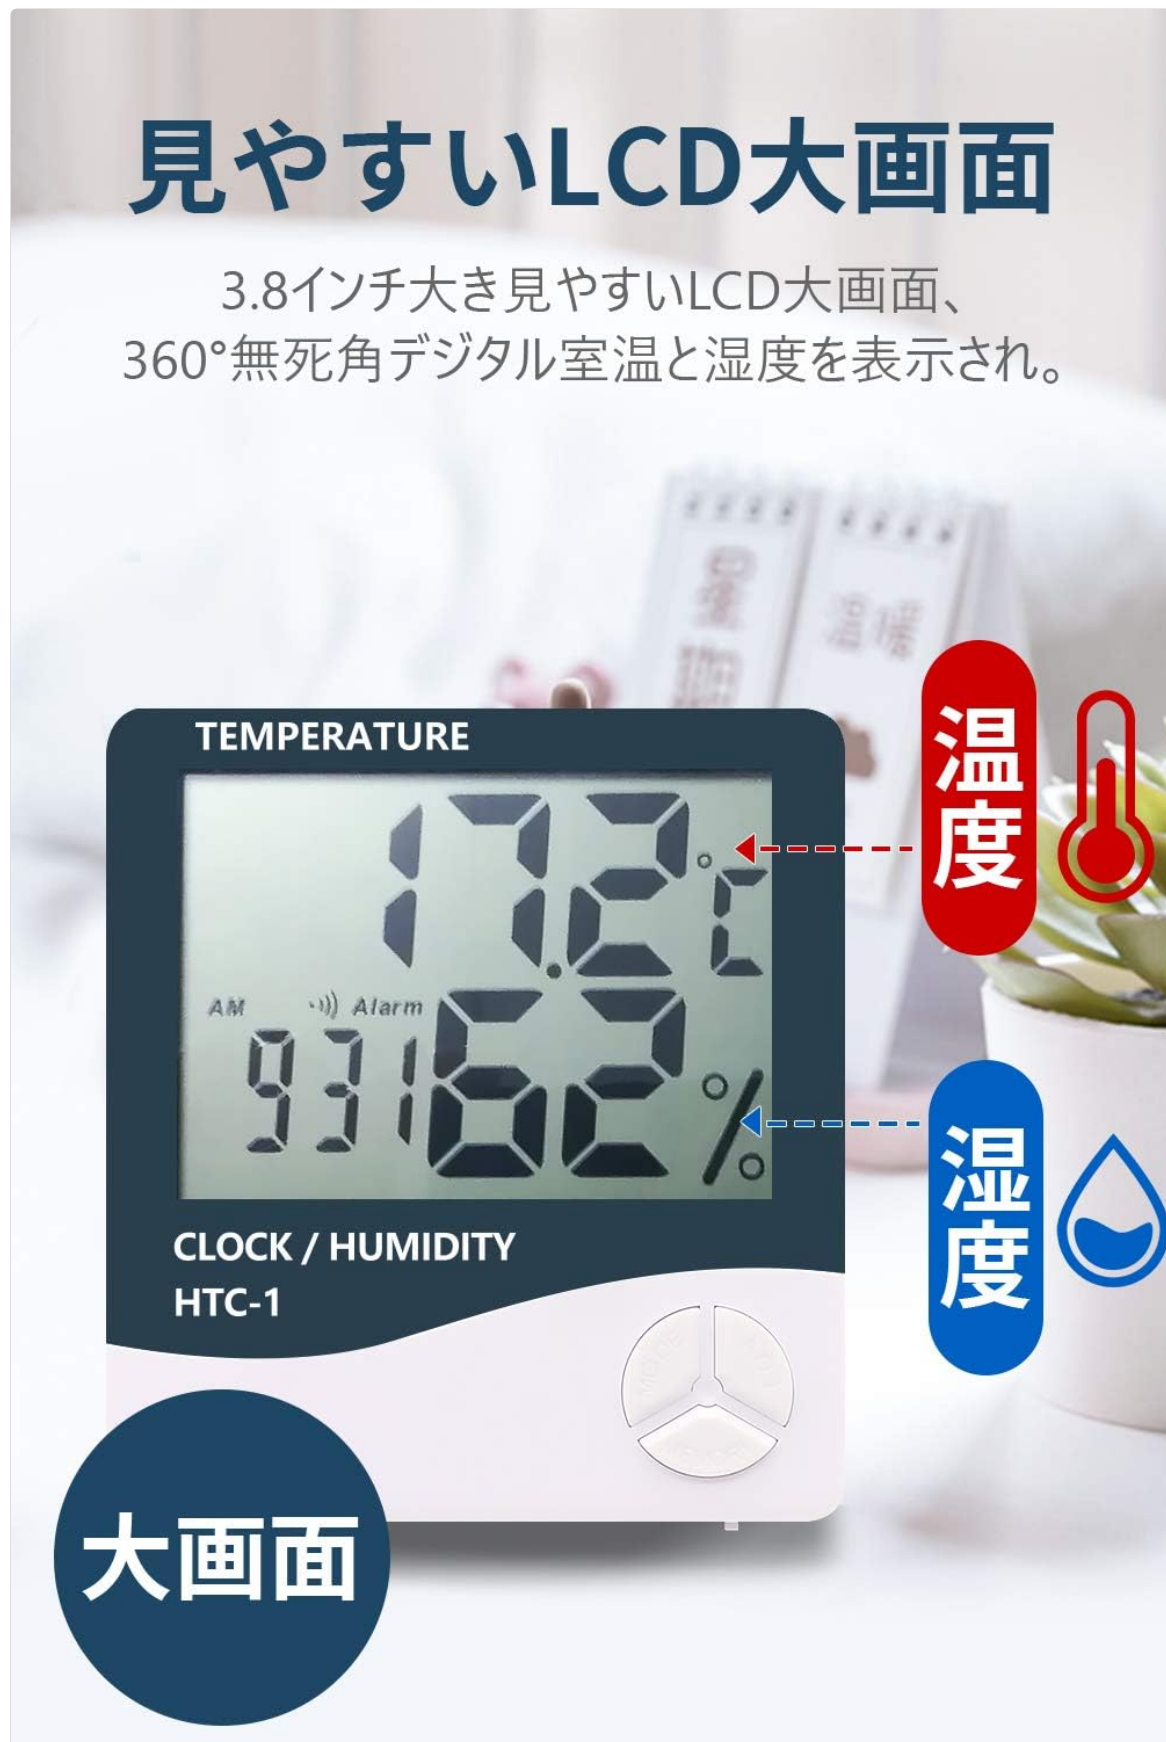 見やすいLCD大画面
3.8インチ大き見やすいLCD大画面、
360°無死角デジタル室温と湿度を表示され。
温暖
TEMPERATURE
17.2°C
温度
AM Alarm
931
62%
湿度
CLOCK / HUMIDITY
HTC-1
MODE
大画面